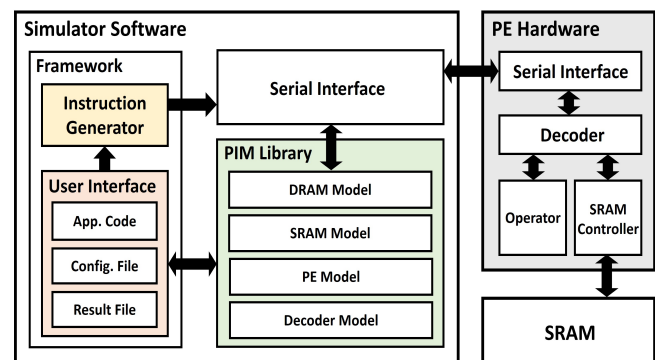 Simulator Software
Framework
Instruction
Generator
User Interface
App. Code
Config. File
Result File
Serial Interface
PIM Library
DRAM Model
SRAM Model
PE Model
Decoder Model
PE Hardware
Serial Interface
Decoder
Operator
SRAM
Controller
SRAM